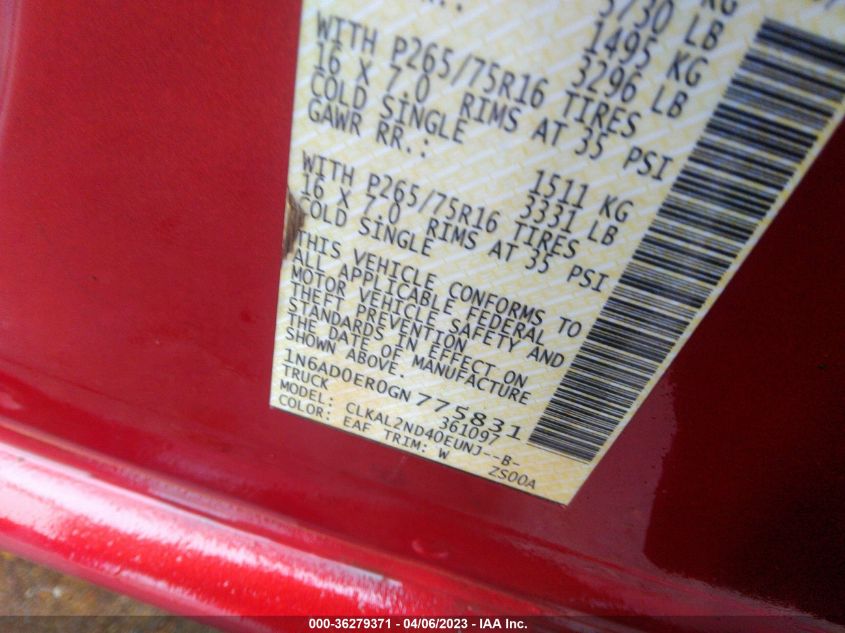 5730 LB
1495 KG
WITH P265/75R16 3296 LB
16 X 7.0 RIMS AT 35 PSI
TIRES
COLD SINGLE
GAWR RR.:
1511 KG
WITH P265/75R16 3331 LB
TIRES
16 X 7.0 RIMS AT 35 PSI
COLD SINGLE
THIS VEHICLE CONFORMS TO
ALL APPLICABLE FEDERAL
MOTOR VEHICLE SAFETY AND
THEFT PREVENTION
STANDARDS IN EFFECT ON
THE DATE OF MANUFACTURE
SHOWN ABOVE.
1N6AD0ER0GN775831
TRUCK 361097
MODEL: CLKAL2ND40EUNJ--B-
COLOR: EAF TRIM: W ZS00A
000-36279371 - 04/06/2023 - IAA Inc.